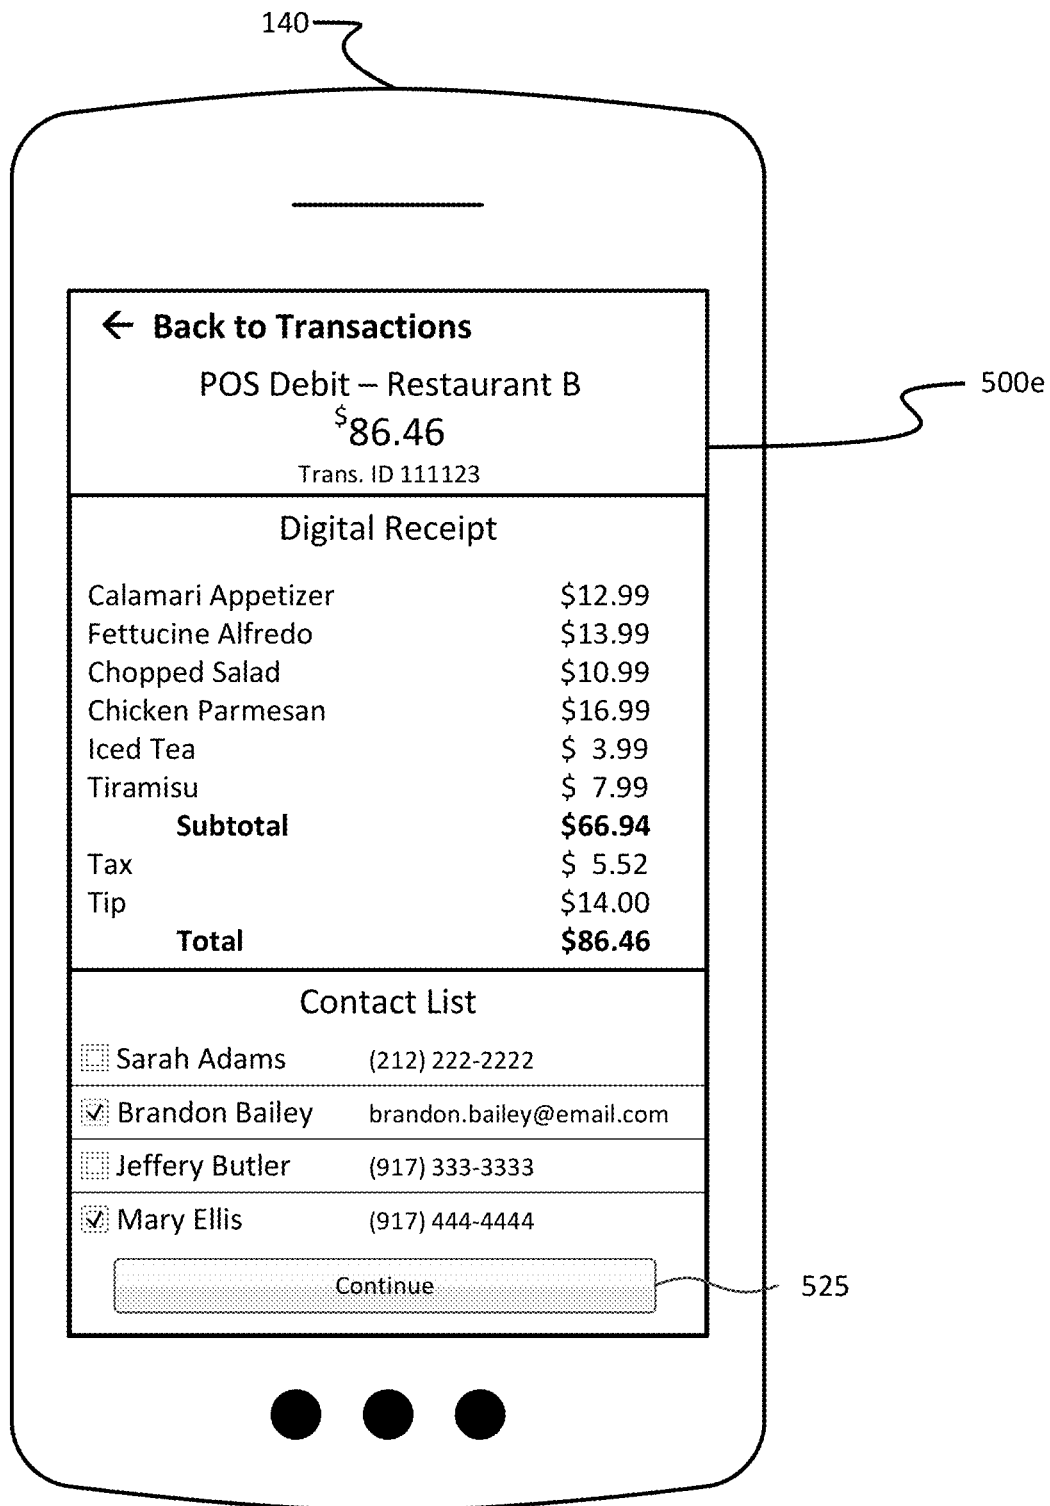 140
← Back to Transactions
POS Debit – Restaurant B
500e
$86.46
Trans. ID 111123
Digital Receipt
Calamari Appetizer $12.99
Fettucine Alfredo $13.99
Chopped Salad $10.99
Chicken Parmesan $16.99
Iced Tea $ 3.99
Tiramisu $ 7.99
Subtotal $66.94
Tax $ 5.52
Tip $14.00
Total $86.46
Contact List
Sarah Adams (212) 222-2222
Brandon Bailey brandon.bailey@email.com
Jeffery Butler (917) 333-3333
Mary Ellis (917) 444-4444
Continue 525